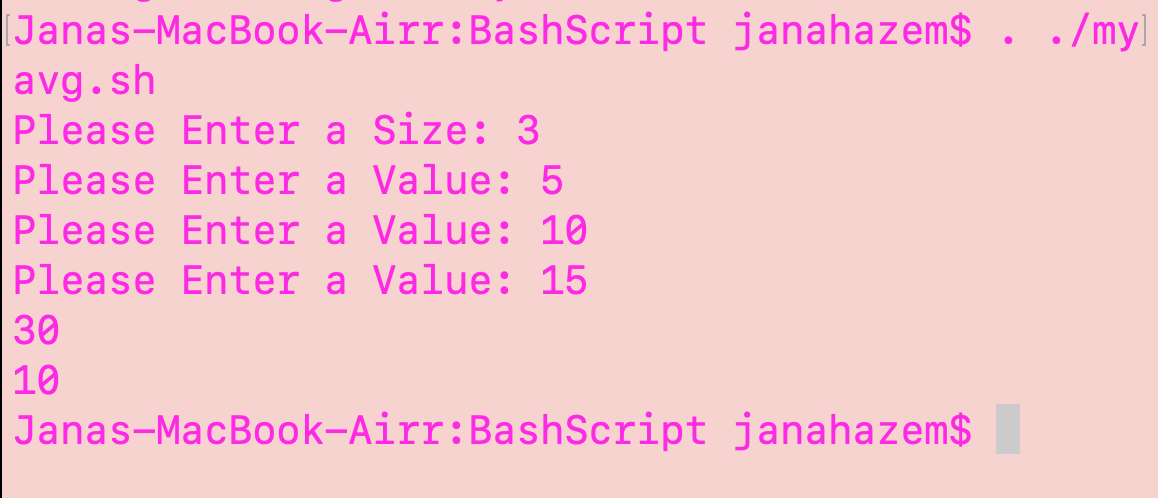 Janas-MacBook-Airr:BashScript janahazem$ . ./my
avg.sh
Please Enter a Size: 3
Please Enter a Value: 5
Please Enter a Value: 10
Please Enter a Value: 15
30
10
Janas-MacBook-Airr:BashScript janahazem$